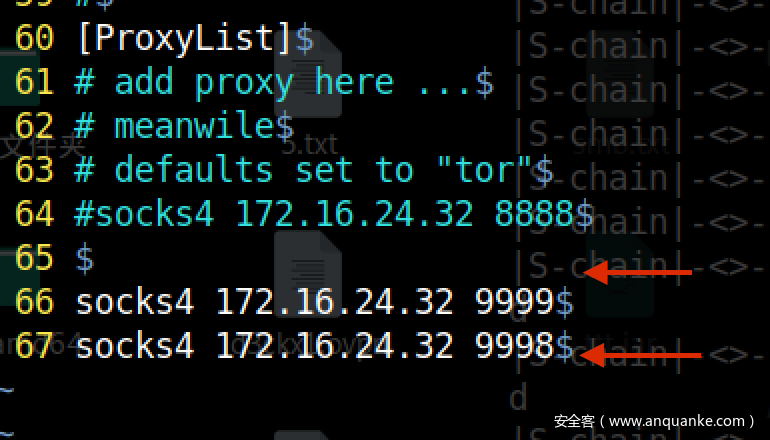 59 #$
60 [ProxyList]$
61 # add proxy here ...$
62 # meanwile$
63 # defaults set to "tor"$
64 #socks4 172.16.24.32 8888$
65 $
66 socks4 172.16.24.32 9999$
67 socks4 172.16.24.32 9998$
~
~
|S-chain|-<>-
|S-chain|-<>-
|S-chain|-<>-
|S-chain|-<>-
|S-chain|-<>-
|S-chain|-<>-
|S-chain|-<>-
d
|S-chain|-<>-
d
文件夹
5.txt
安全客（www.anquanke.com）